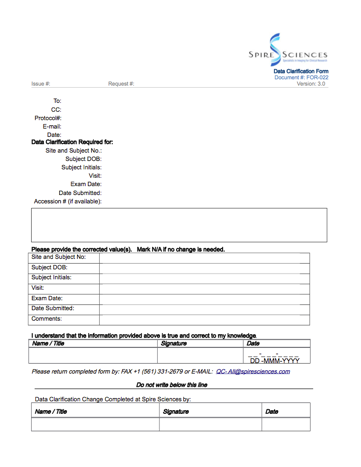 SPIRE SCIENCES
Data Clarification Form
Document #: FOR-022
Issue #: Request #: Version: 3.0
To:
CC:
Protocol#:
E-mail:
Date:
Data Clarification Required for:
Site and Subject No.:
Subject DOB:
Subject Initials:
Visit:
Exam Date:
Date Submitted:
Accession # (if available):
Please provide the corrected value(s). Mark N/A if no change is needed.
Site and Subject No:
Subject DOB:
Subject Initials:
Visit:
Exam Date:
Date Submitted:
Comments:
I understand that the information provided above is true and correct to my knowledge
Name / Title Signature Date
DD -MMM-YYYY
Please return completed form by: FAX +1 (561) 331-2679 or E-MAIL: QC-All@spiresciences.com
Do not write below this line
Data Clarification Change Completed at Spire Sciences by:
Name / Title Signature Date